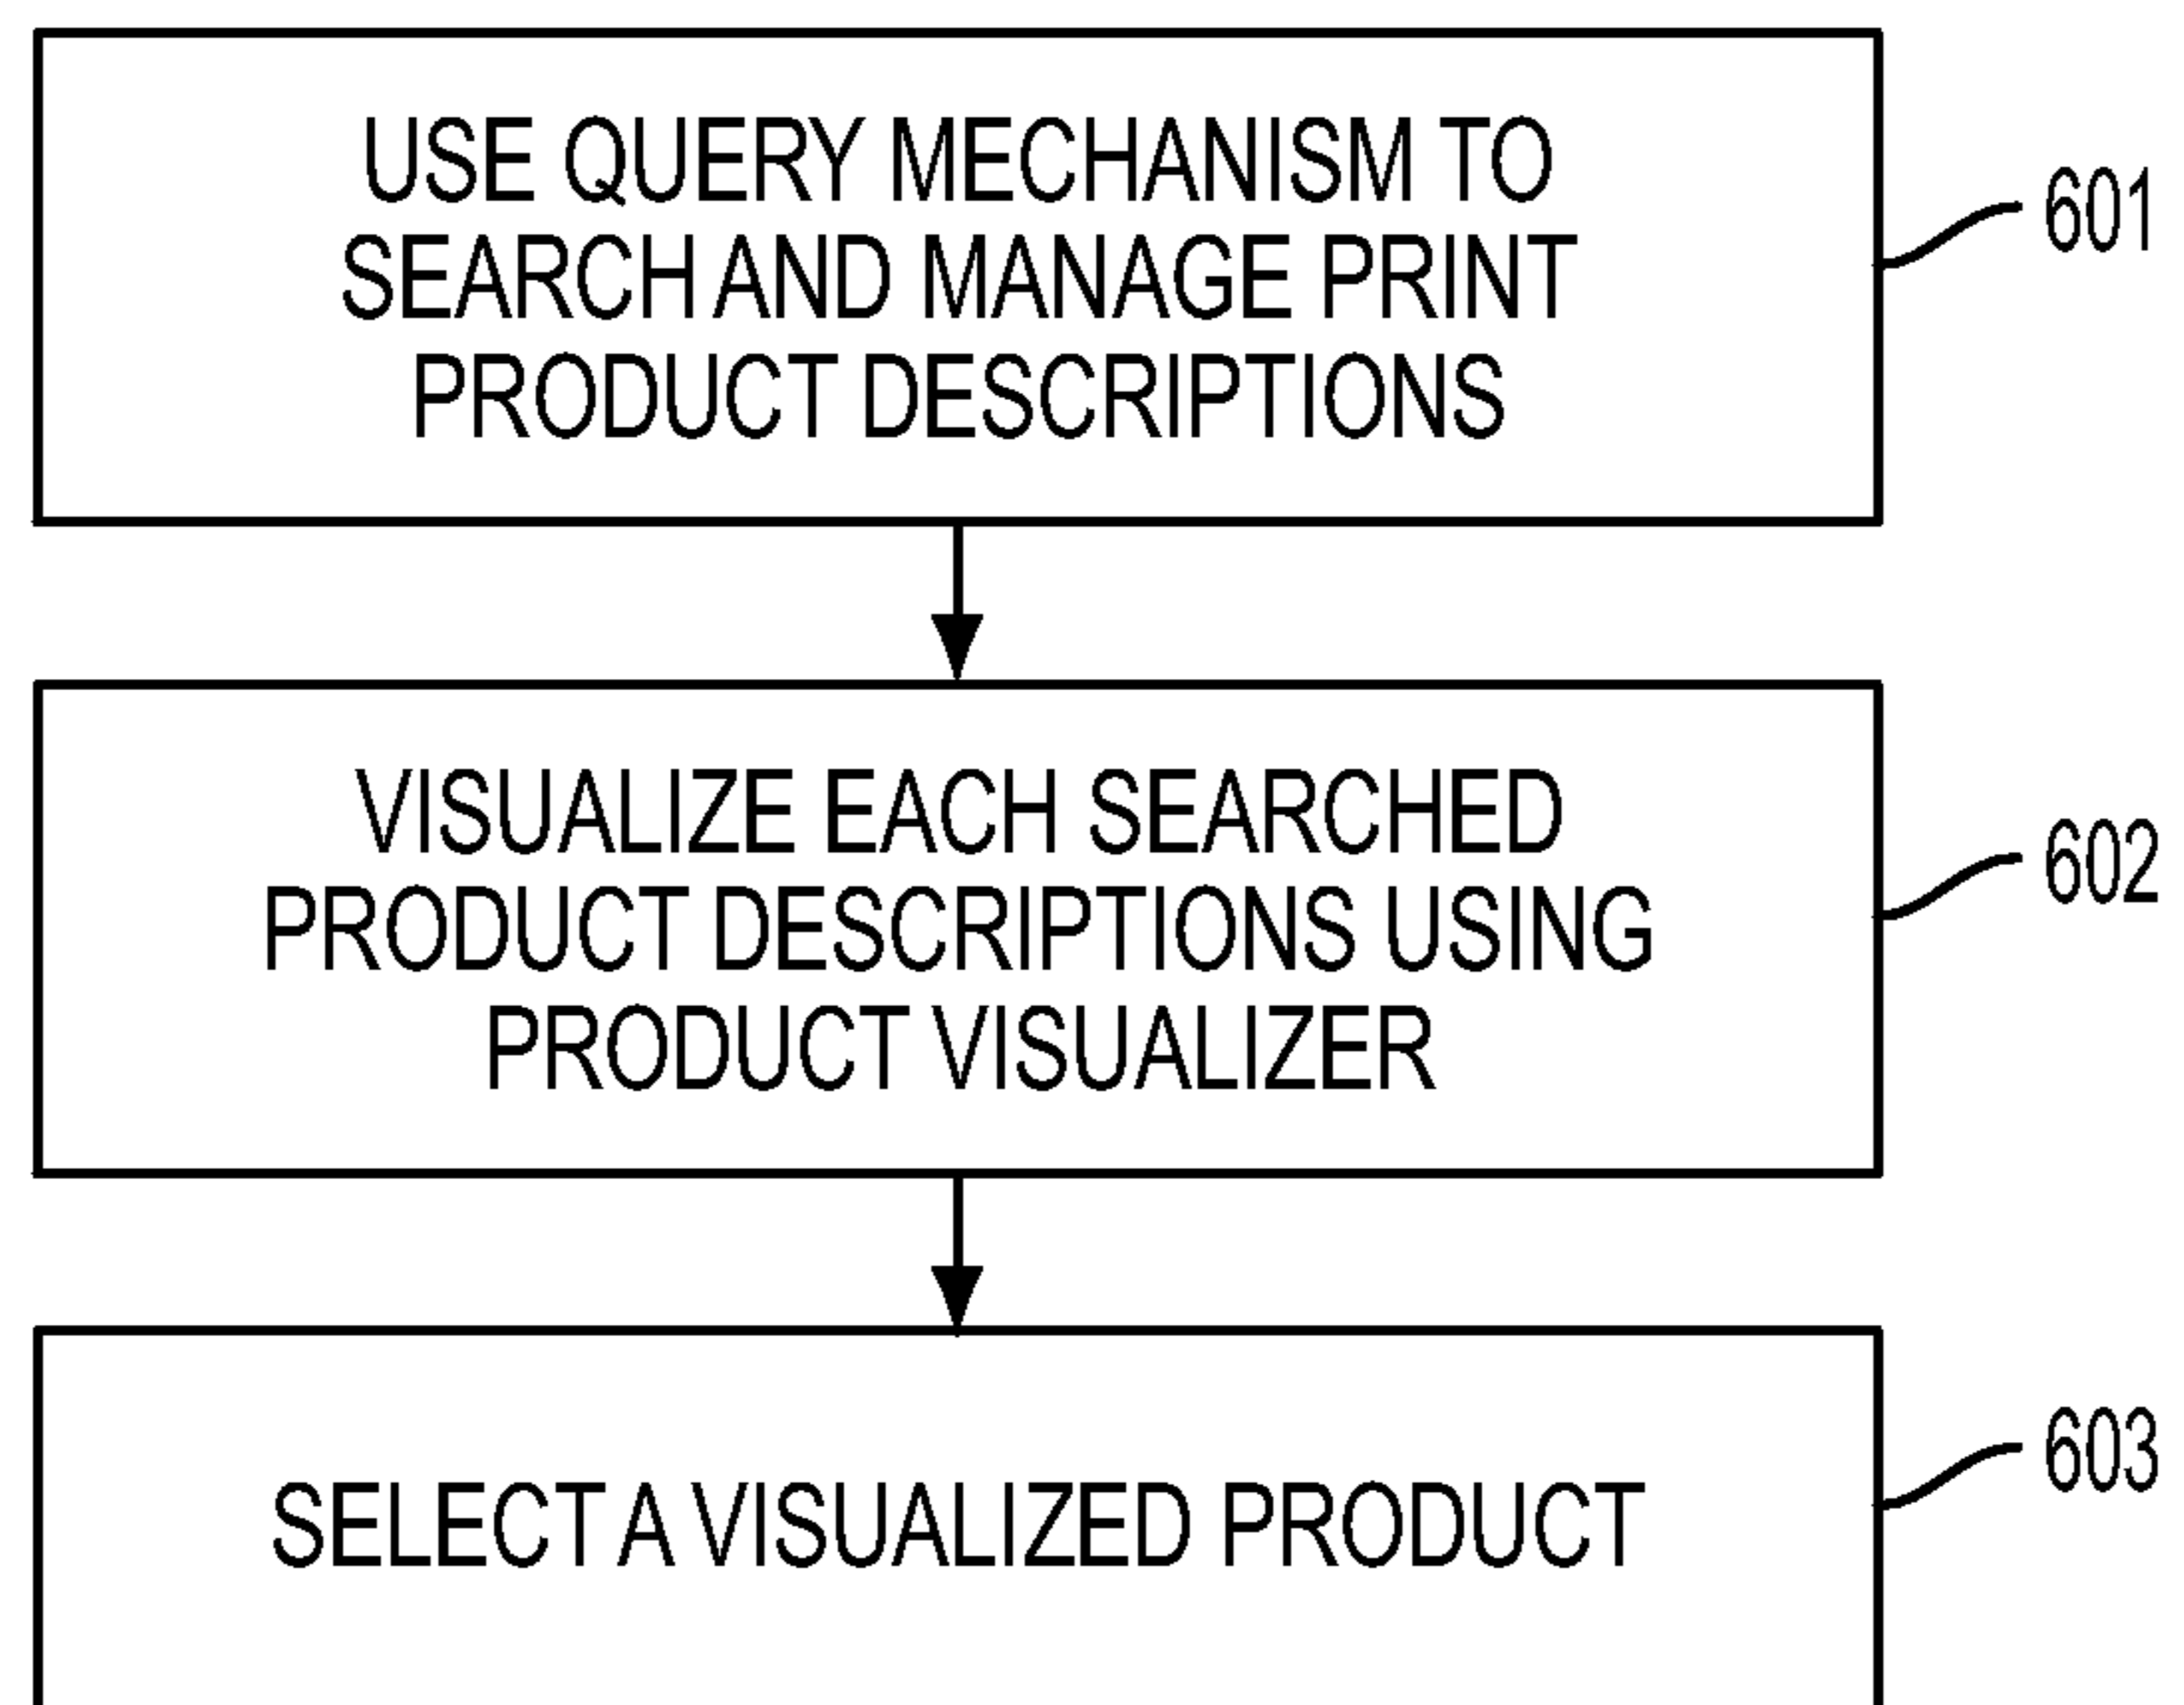 USE QUERY MECHANISM TO
SEARCH AND MANAGE PRINT
PRODUCT DESCRIPTIONS
601
VISUALIZE EACH SEARCHED
PRODUCT DESCRIPTIONS USING
PRODUCT VISUALIZER
602
SELECT A VISUALIZED PRODUCT
603